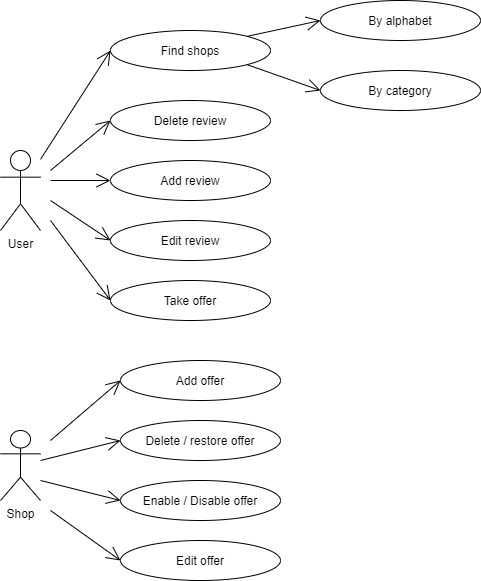 By alphabet
Find shops
By category
Delete review
Add review
Edit review
User
Take offer
Add offer
Delete / restore offer
Enable / Disable offer
Shop
Edit offer